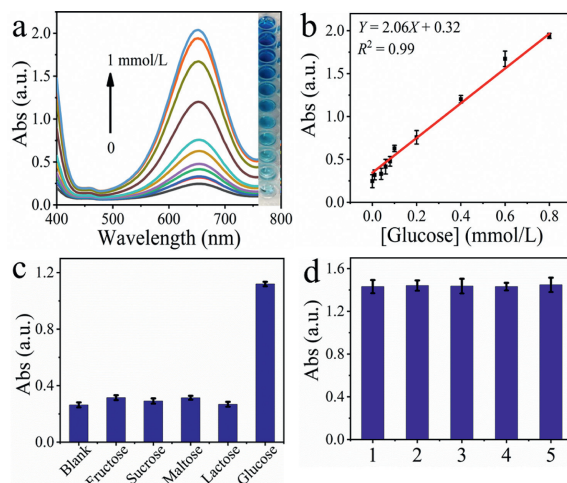 a
1 mmol/L
0
Abs (a.u.)
2.0
1.5
1.0
0.5
0.0
400
500
600
700
800
Wavelength (nm)
b
Y = 2.06X + 0.32
R² = 0.99
Abs (a.u.)
2.0
1.5
1.0
0.5
0.0
0.0
0.2
0.4
0.6
0.8
[Glucose] (mmol/L)
c
Abs (a.u.)
1.2
0.8
0.4
0.0
Blank
Fructose
Sucrose
Maltose
Lactose
Glucose
d
Abs (a.u.)
1.6
1.2
0.8
0.4
0.0
1
2
3
4
5